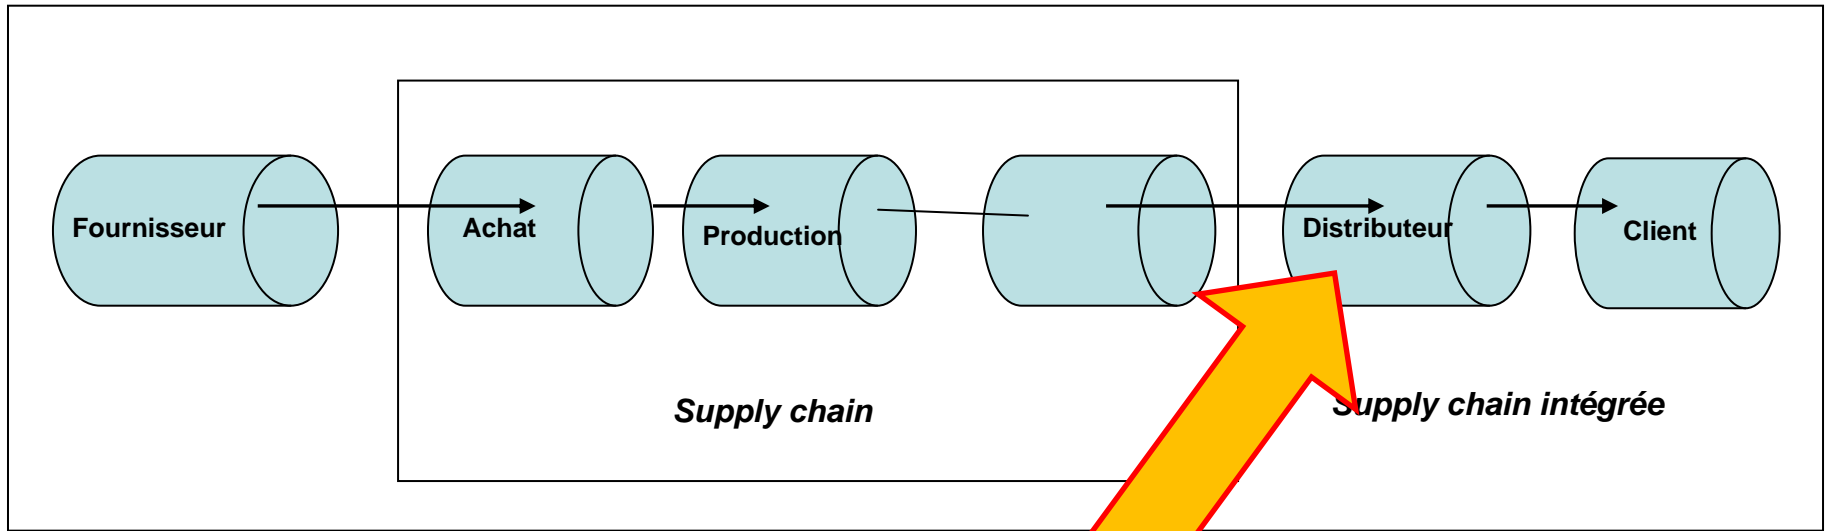 Fournisseur
Achat
Production
Distributeur
Client
Supply chain
Supply chain intégrée